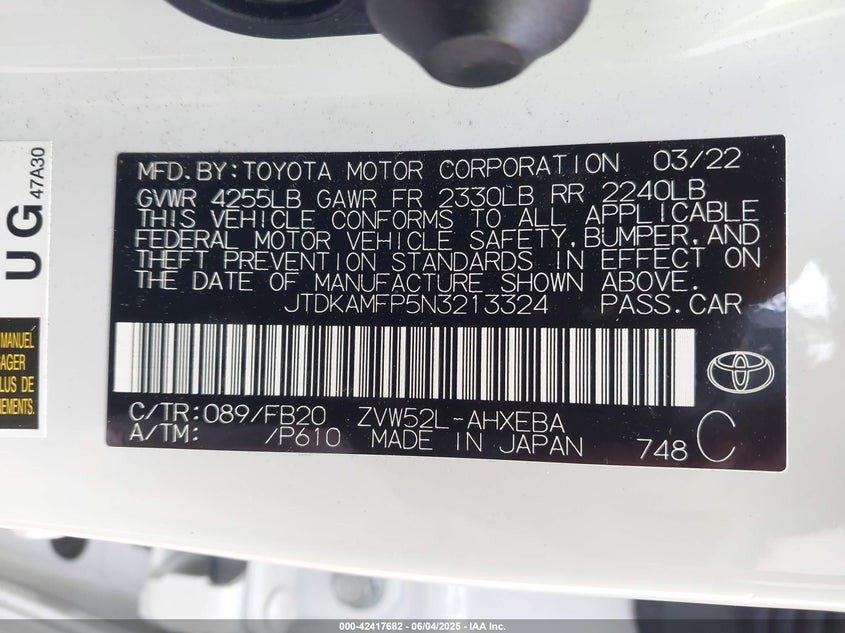 MFD.BY:TOYOTA MOTOR CORPORATION 03/22
GVWR 4255LB GAWR FR 2330LB RR 2240LB
THIS VEHICLE CONFORMS TO ALL APPLICABLE
FEDERAL MOTOR VEHICLE SAFETY,BUMPER,AND
THEFT PREVENTION STANDARDS IN EFFECT ON
THE DATE OF MANUFACTURE SHOWN ABOVE.
JTDKAMFP5N3213324 PASS.CAR
C/TR:089/FB20 ZVW52L-AHXEBA
A/TM: /P610 MADE IN JAPAN 748 C
UG
47A30
MANUEL
LUS DE
000-42417682 - 06/04/2025 - IAA Inc.